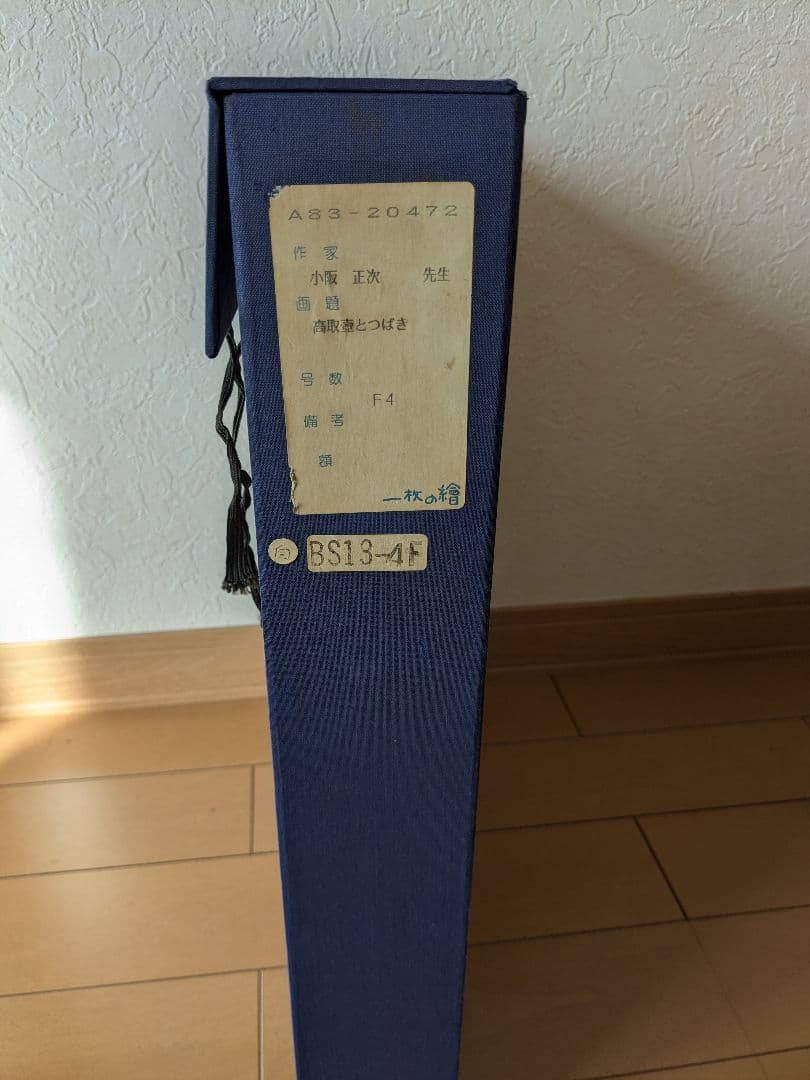 A83-20472
作家
小阪 正次 先生
画題
高取壷とつばき
号数
F4
備考
額
一枚の繪
BS13-4F